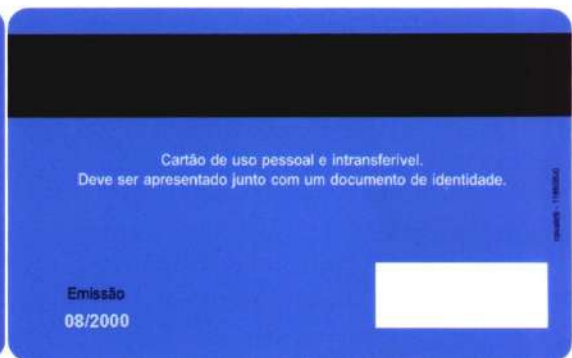 Cartão de uso pessoal e intransferível.
Deve ser apresentado junto com um documento de identidade.
Emissão
08/2000